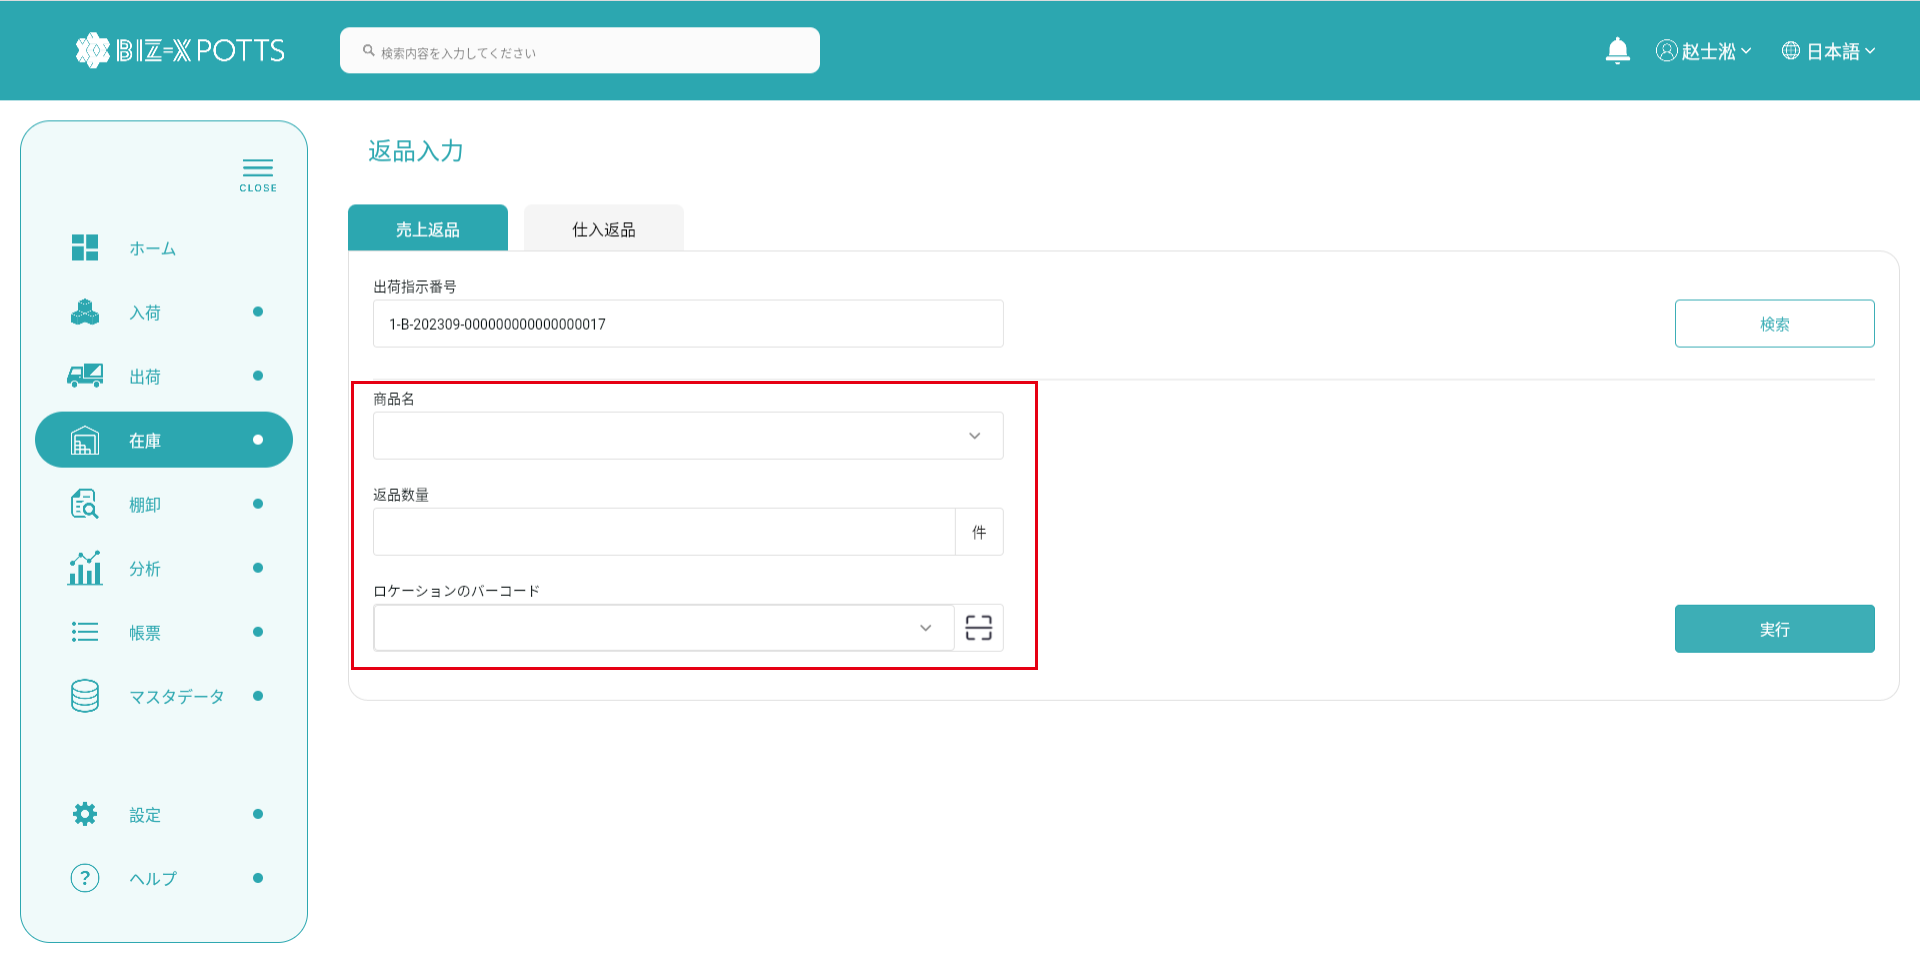 BIZ=X POTTS
検索内容を入力してください
赵士淞
日本語
CLOSE
ホーム
入荷
出荷
在庫
棚卸
分析
帳票
マスタデータ
設定
ヘルプ
返品入力
売上返品
仕入返品
出荷指示番号
1-B-202309-000000000000000017
検索
商品名
返品数量
件
ロケーションのバーコード
実行